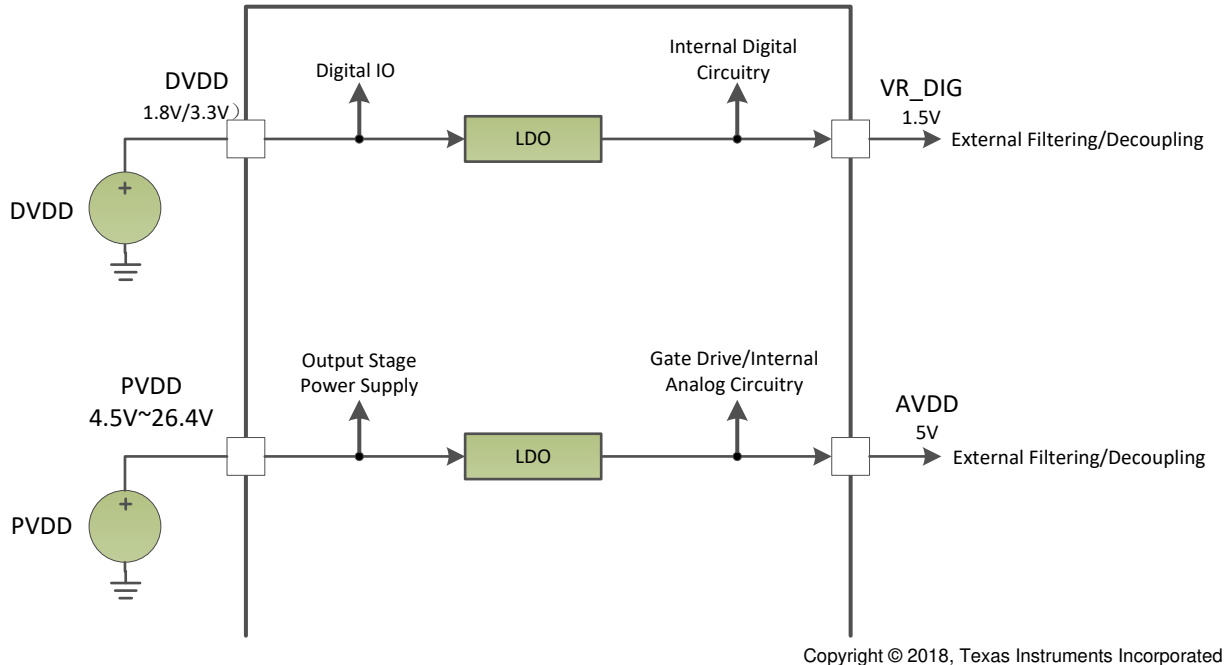 DVDD
1.8V/3.3V）
Digital IO
Internal Digital
Circuitry
VR_DIG
1.5V
LDO
External Filtering/Decoupling
+
DVDD
PVDD
4.5V~26.4V
Output Stage
Power Supply
Gate Drive/Internal
Analog Circuitry
AVDD
5V
LDO
External Filtering/Decoupling
+
PVDD
Copyright © 2018, Texas Instruments Incorporated